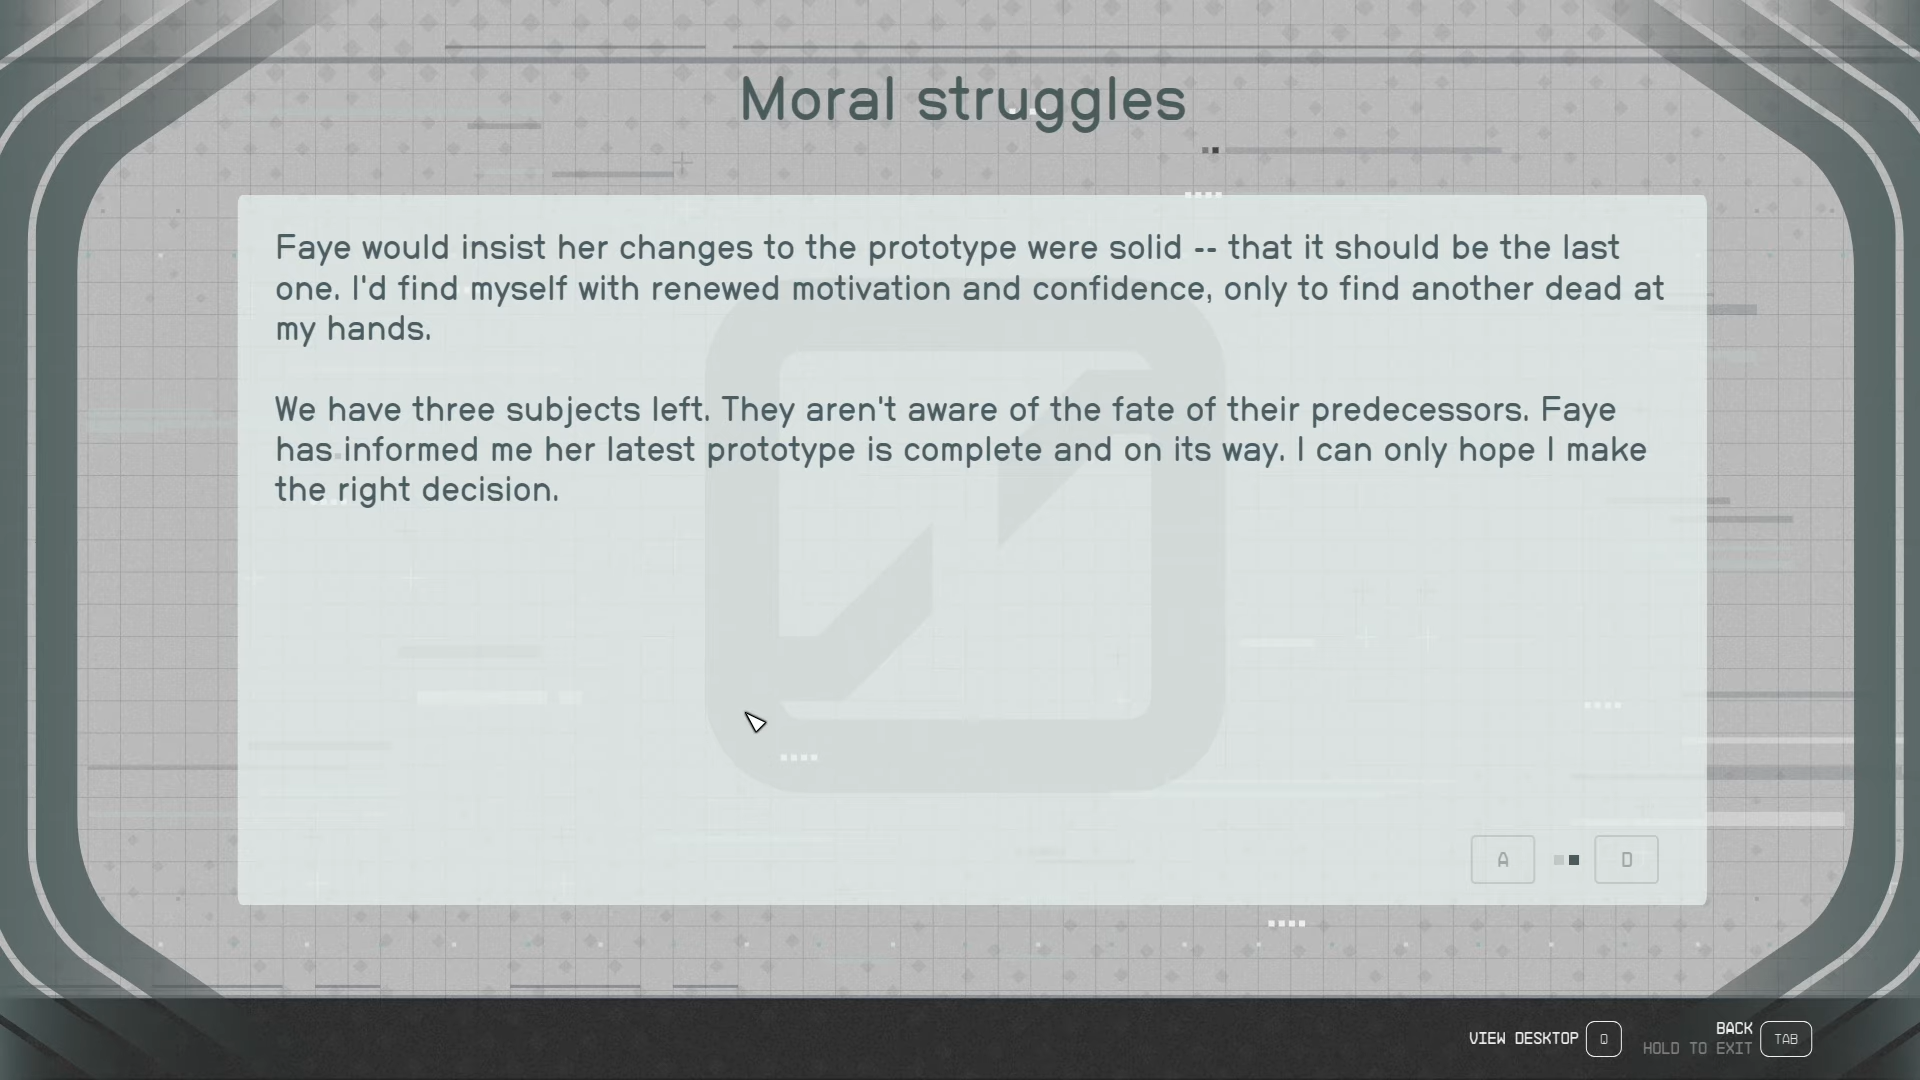 Moral struggles
Faye would insist her changes to the prototype were solid -- that it should be the last
one. I'd find myself with renewed motivation and confidence, only to find another dead at
my hands.
We have three subjects left. They aren't aware of the fate of their predecessors. Faye
has informed me her latest prototype is complete and on its way. I can only hope I make
the right decision.
A D
VIEW DESKTOP Q
BACK
HOLD TO EXIT TAB